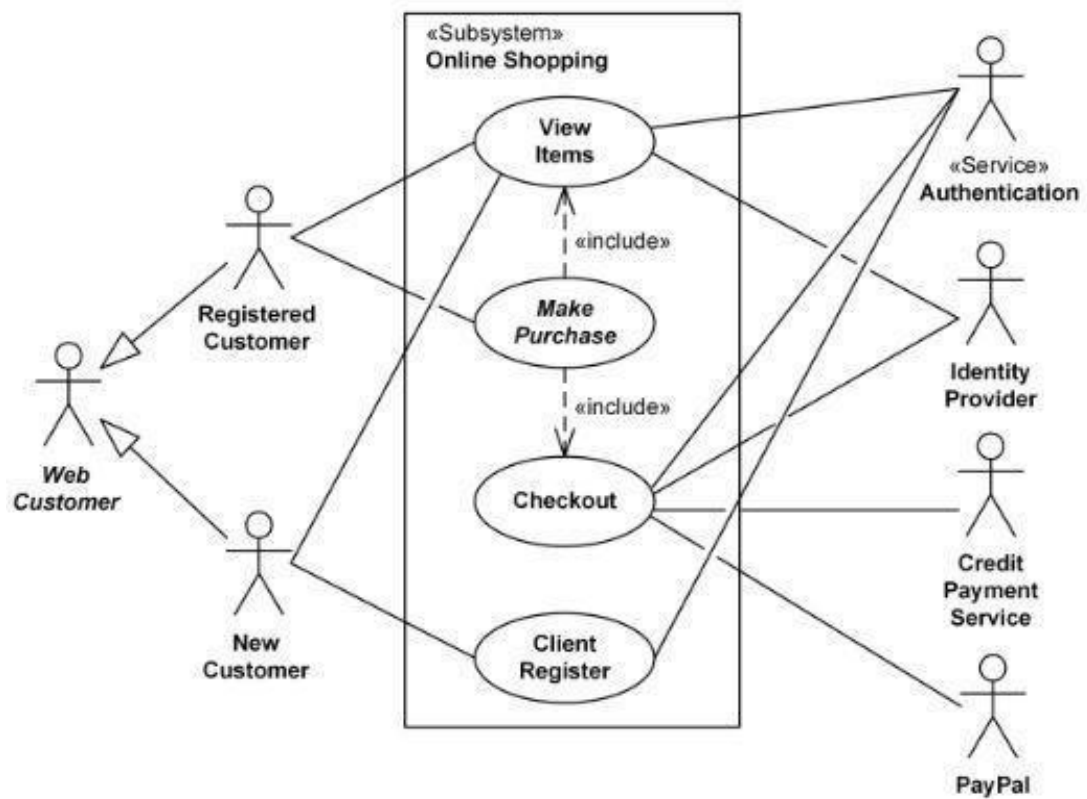 «Subsystem»
Online Shopping
View
Items
«Service»
Authentication
«include»
Registered
Customer
Make
Purchase
Identity
Provider
«include»
Web
Customer
Checkout
Credit
Payment
Service
New
Customer
Client
Register
PayPal